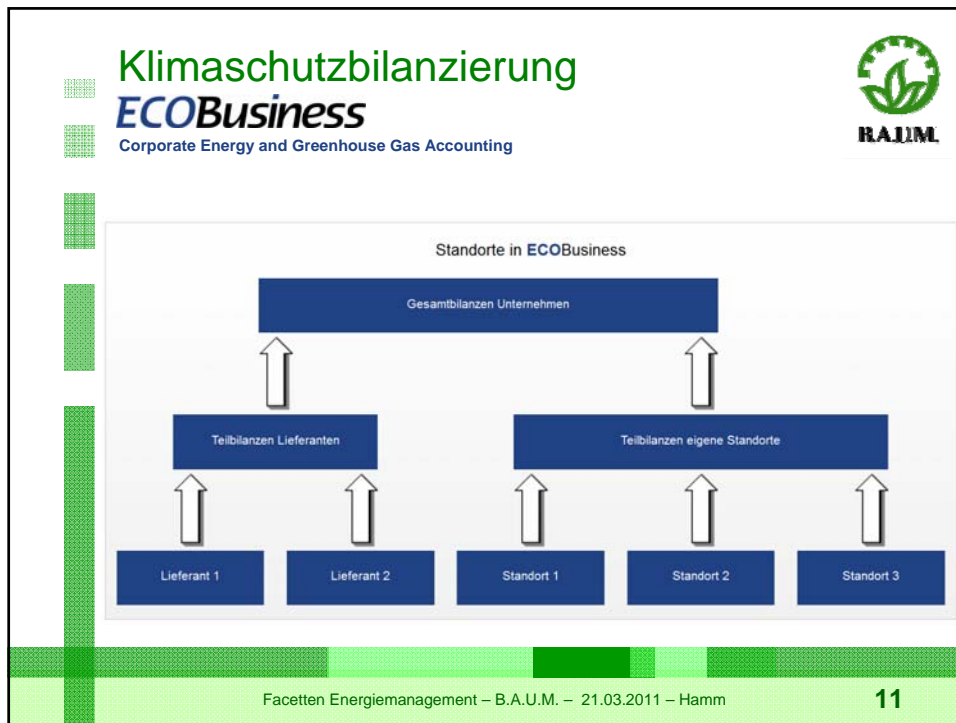 Klimaschutzbilanzierung
ECOBusiness
Corporate Energy and Greenhouse Gas Accounting
B.A.U.M.
Standorte in ECOBusiness
Gesamtbilanzen Unternehmen
Teilbilanzen Lieferanten
Teilbilanzen eigene Standorte
Lieferant 1
Lieferant 2
Standort 1
Standort 2
Standort 3
Facetten Energiemanagement – B.A.U.M. – 21.03.2011 – Hamm
11